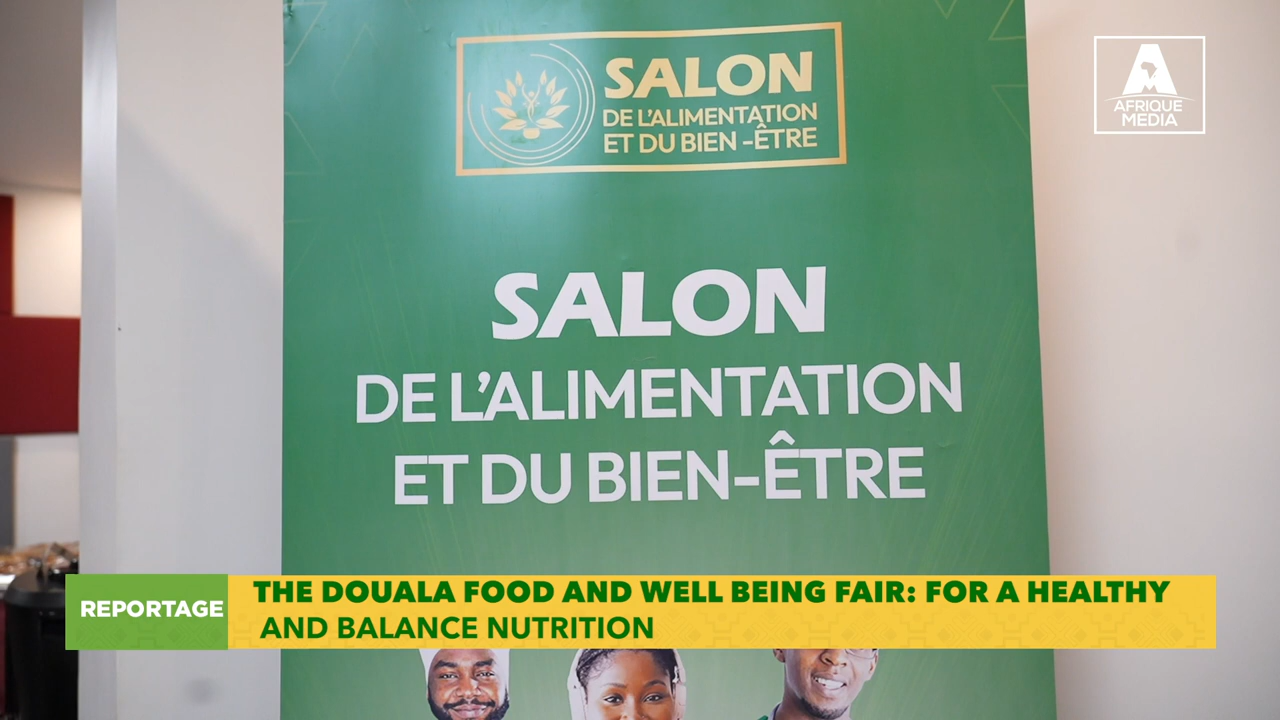 SALON
DE L'ALIMENTATION
ET DU BIEN -ÊTRE
AFRIQUE
MEDIA
SALON
DE L'ALIMENTATION
ET DU BIEN-ÊTRE
REPORTAGE
THE DOUALA FOOD AND WELL BEING FAIR: FOR A HEALTHY
AND BALANCE NUTRITION